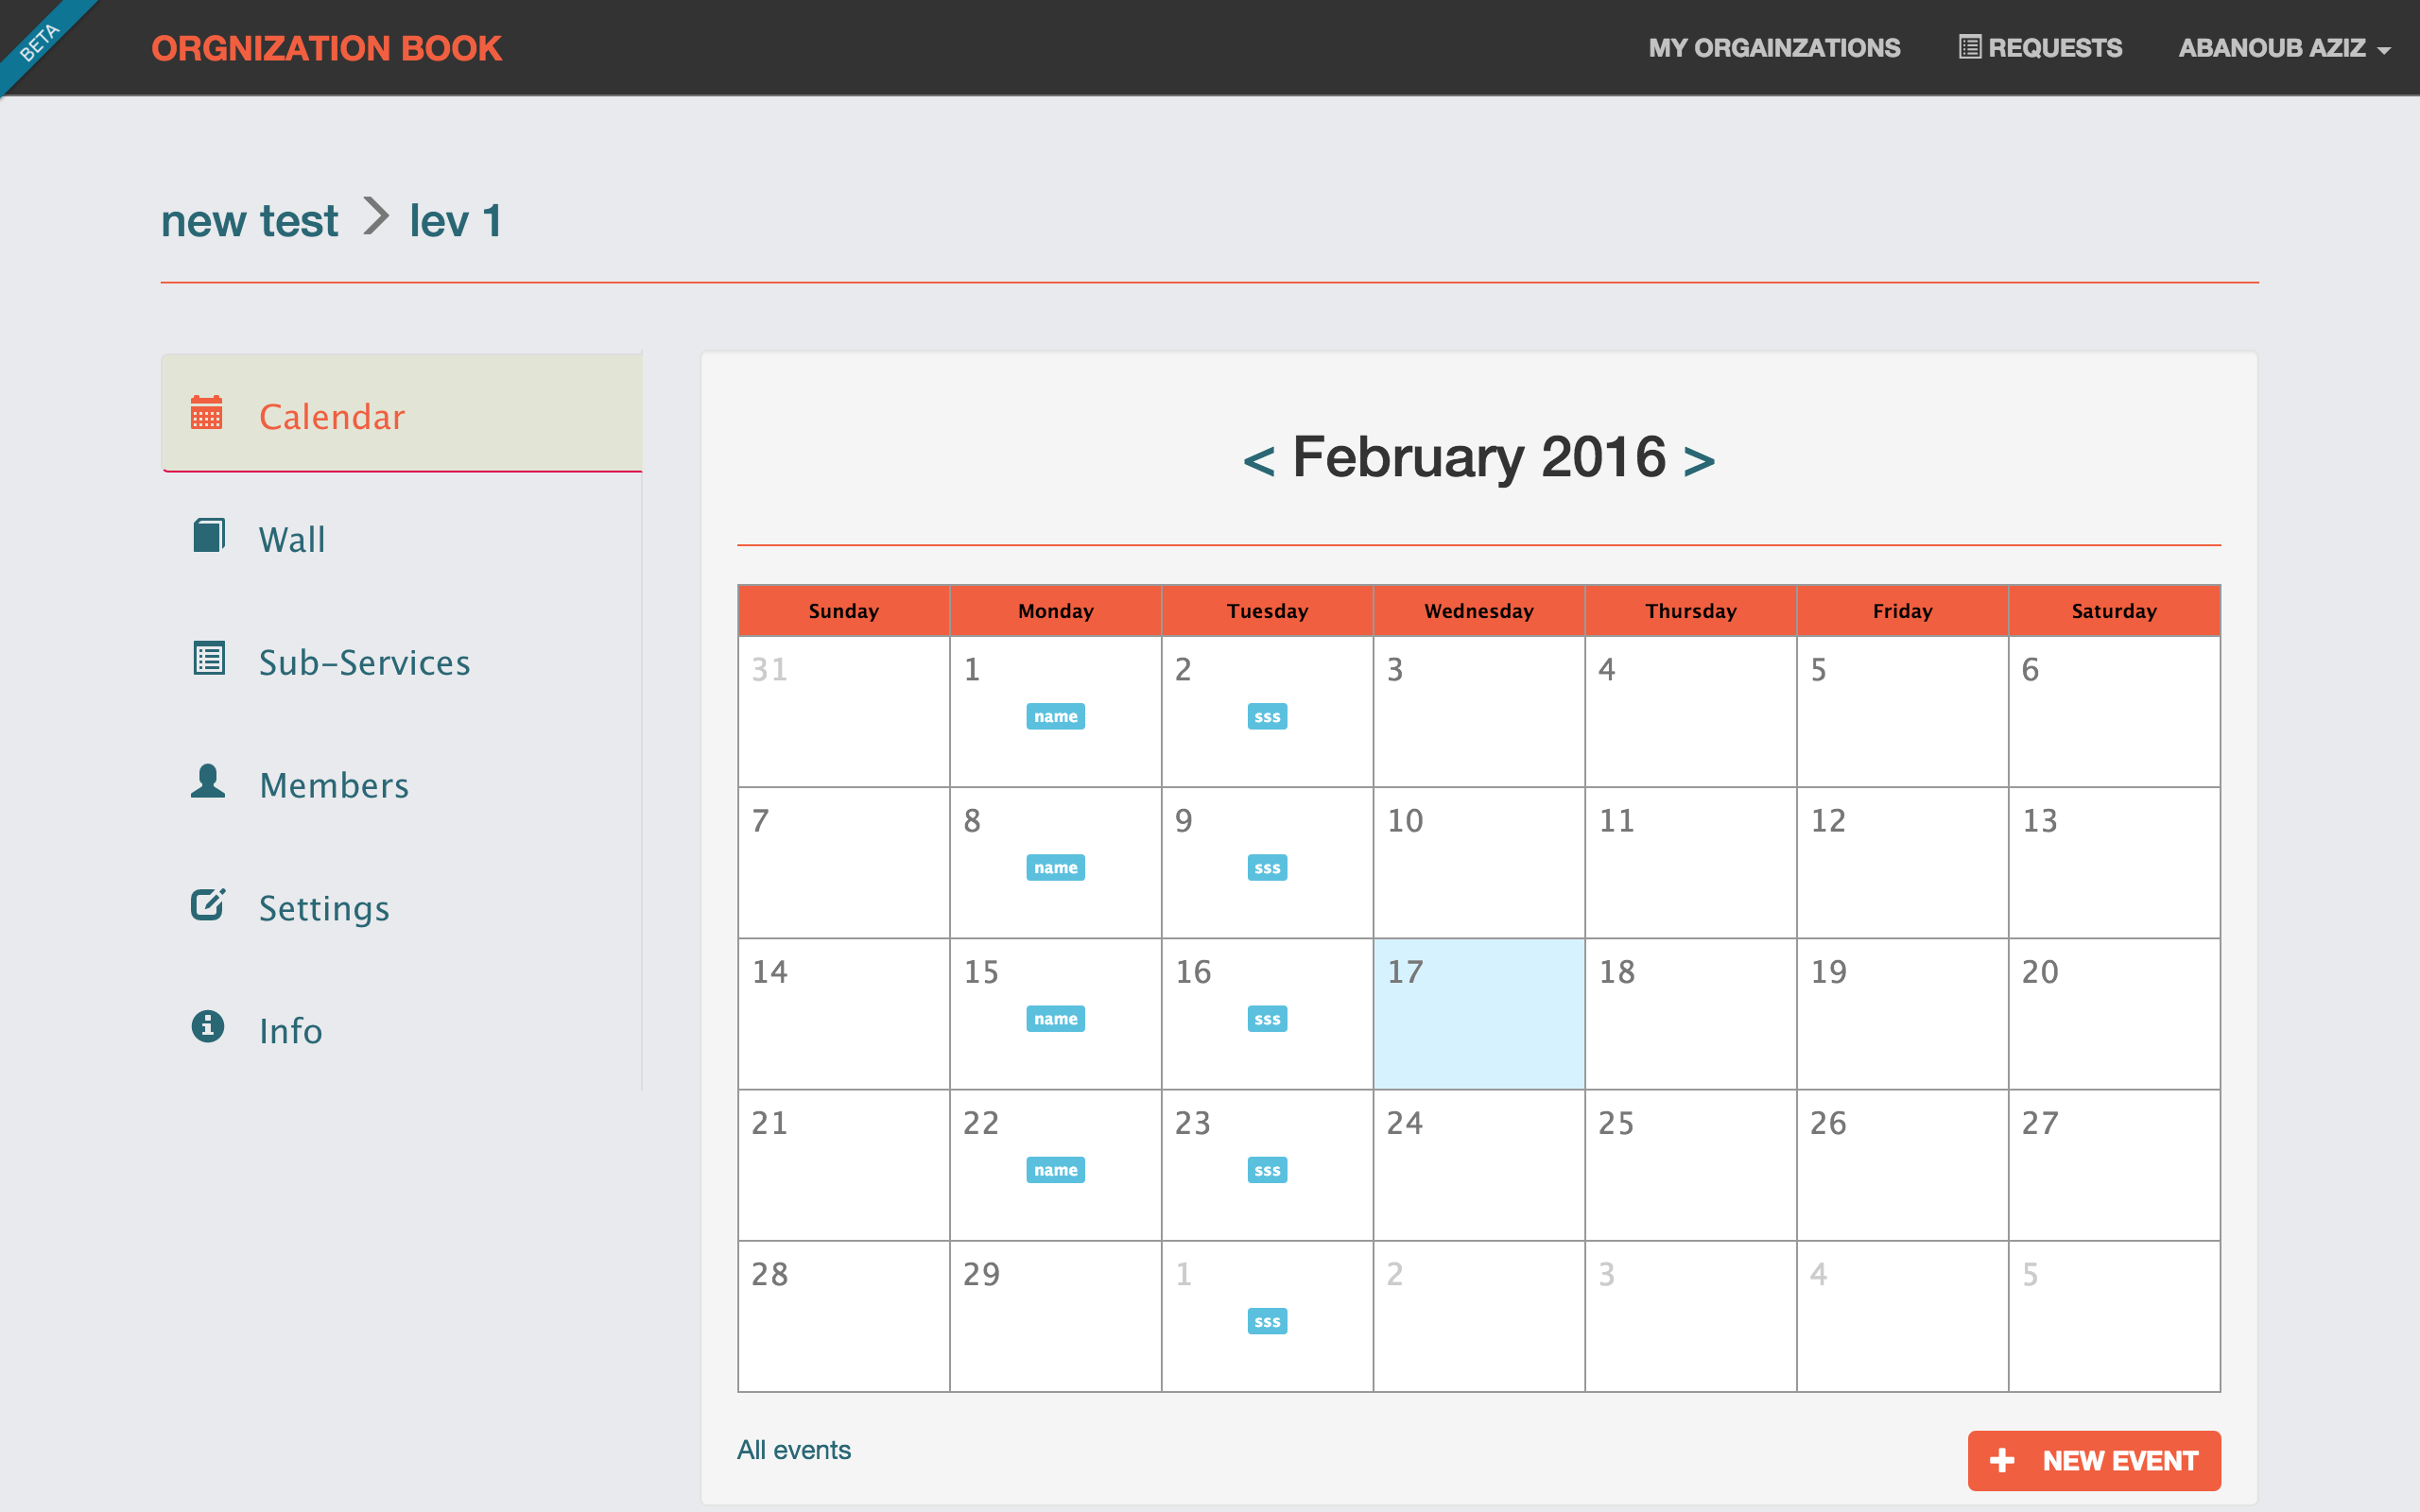 BETA
ORGNIZATION BOOK
MY ORGAINZATIONS
REQUESTS
ABANOUB AZIZ
new test > lev 1
Calendar
Wall
Sub-Services
Members
Settings
Info
< February 2016 >
Sunday Monday Tuesday Wednesday Thursday Friday Saturday
31 1 2 3 4 5 6
name sss
7 8 9 10 11 12 13
name sss
14 15 16 17 18 19 20
name sss
21 22 23 24 25 26 27
name sss
28 29 1 2 3 4 5
sss
All events
+ NEW EVENT